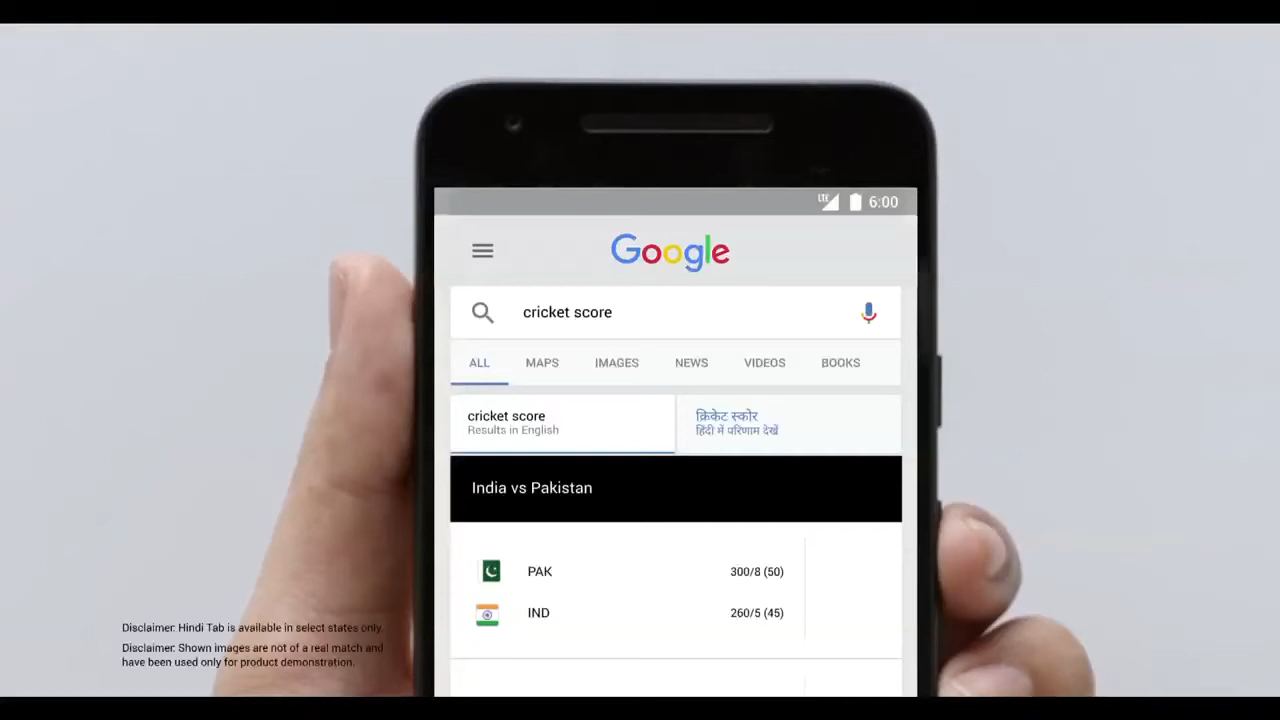 LTE 6:00
Google
cricket score
ALL MAPS IMAGES NEWS VIDEOS BOOKS
cricket score
Results in English
क्रिकेट स्कोर
हिंदी में परिणाम देखें
India vs Pakistan
PAK 300/8 (50)
IND 260/5 (45)
Disclaimer: Hindi Tab is available in select states only.
Disclaimer: Shown images are not of a real match and
have been used only for product demonstration.